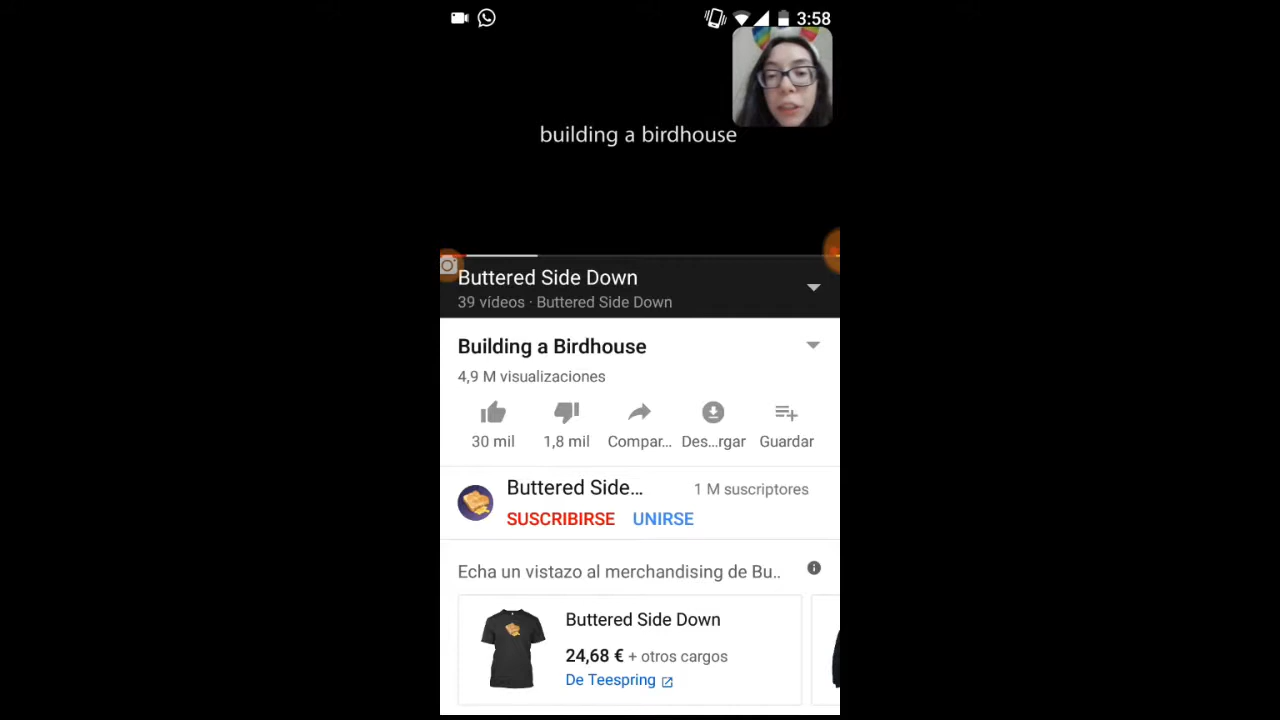 3:58
building a birdhouse
Buttered Side Down
39 vídeos · Buttered Side Down
Building a Birdhouse
4,9 M visualizaciones
30 mil 1,8 mil Compar... Des...rgar Guardar
Buttered Side... 1 M suscriptores
SUSCRIBIRSE UNIRSE
Echa un vistazo al merchandising de Bu..
Buttered Side Down
24,68 € + otros cargos
De Teespring